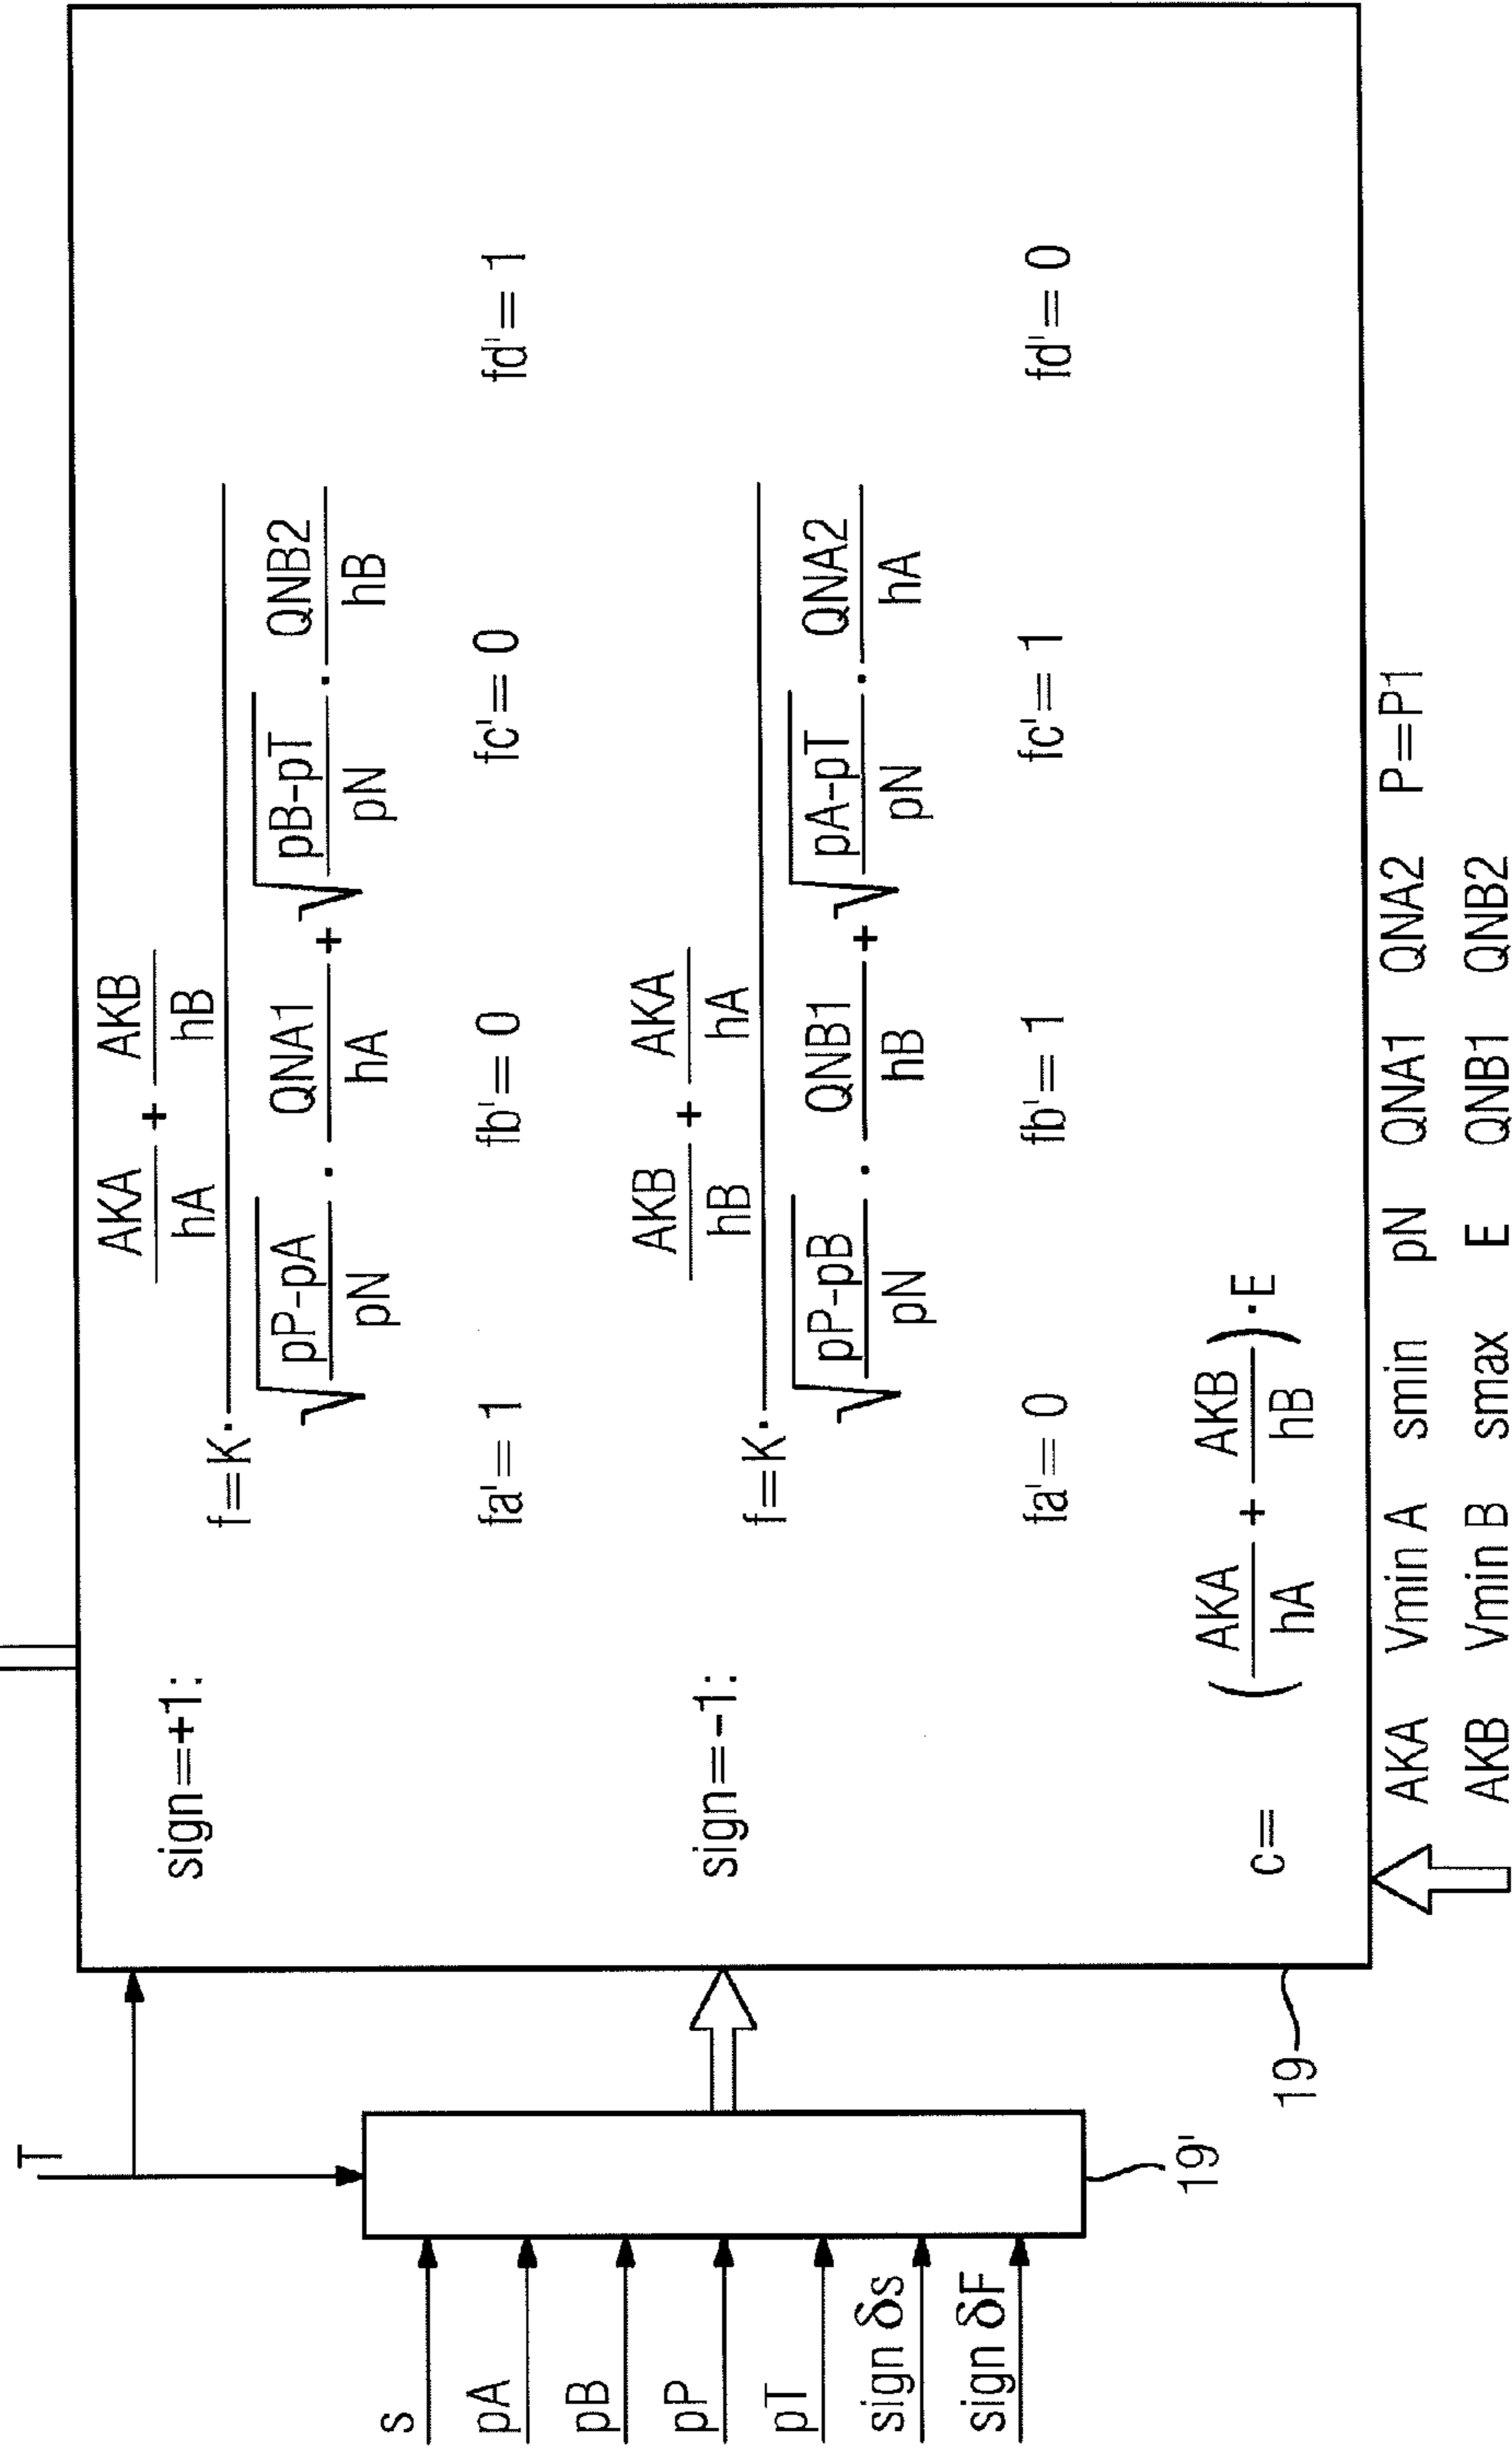 T
s
pA
pB
pP
pT
sign δs
sign δF
19'
19
sign=+1:
f=K· (AKA/hA + AKB/hB) / (√(pP-pA/pN) · QNA1/hA + √(pB-pT/pN) · QNB2/hB)
fa'=1 fb'=0 fc'=0 fd'=1
sign=-1:
f=K· (AKB/hB + AKA/hA) / (√(pP-pB/pN) · QNB1/hB + √(pA-pT/pN) · QNA2/hA)
fa'=0 fb'=1 fc'=1 fd'=0
c= (AKA/hA + AKB/hB)·E
AKA Vmin A smin pN QNA1 QNA2 P=P1
AKB Vmin B smax E QNB1 QNB2